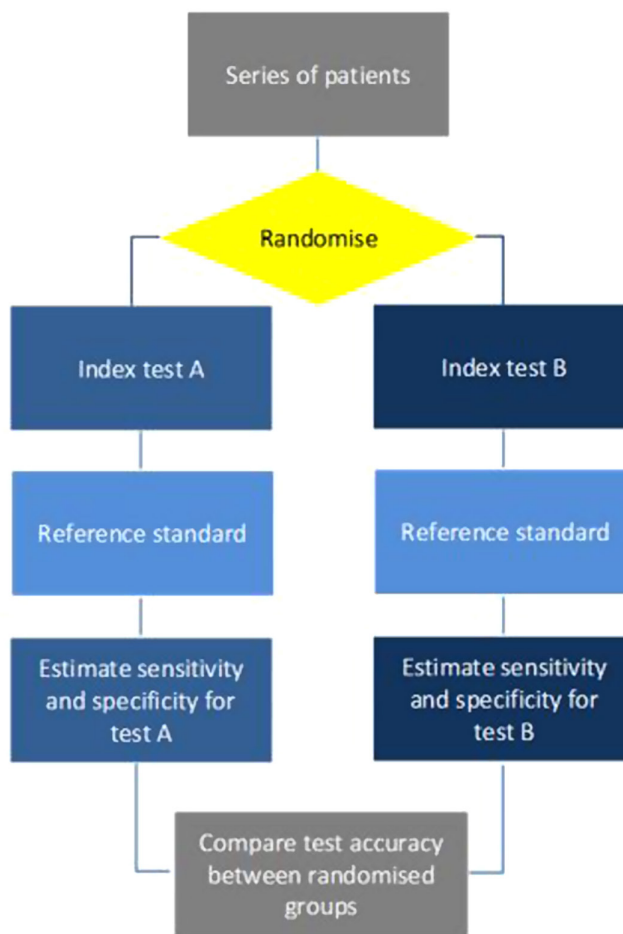 Series of patients
Randomise
Index test A
Index test B
Reference standard
Reference standard
Estimate sensitivity
and specificity for
test A
Estimate sensitivity
and specificity for
test B
Compare test accuracy
between randomised
groups